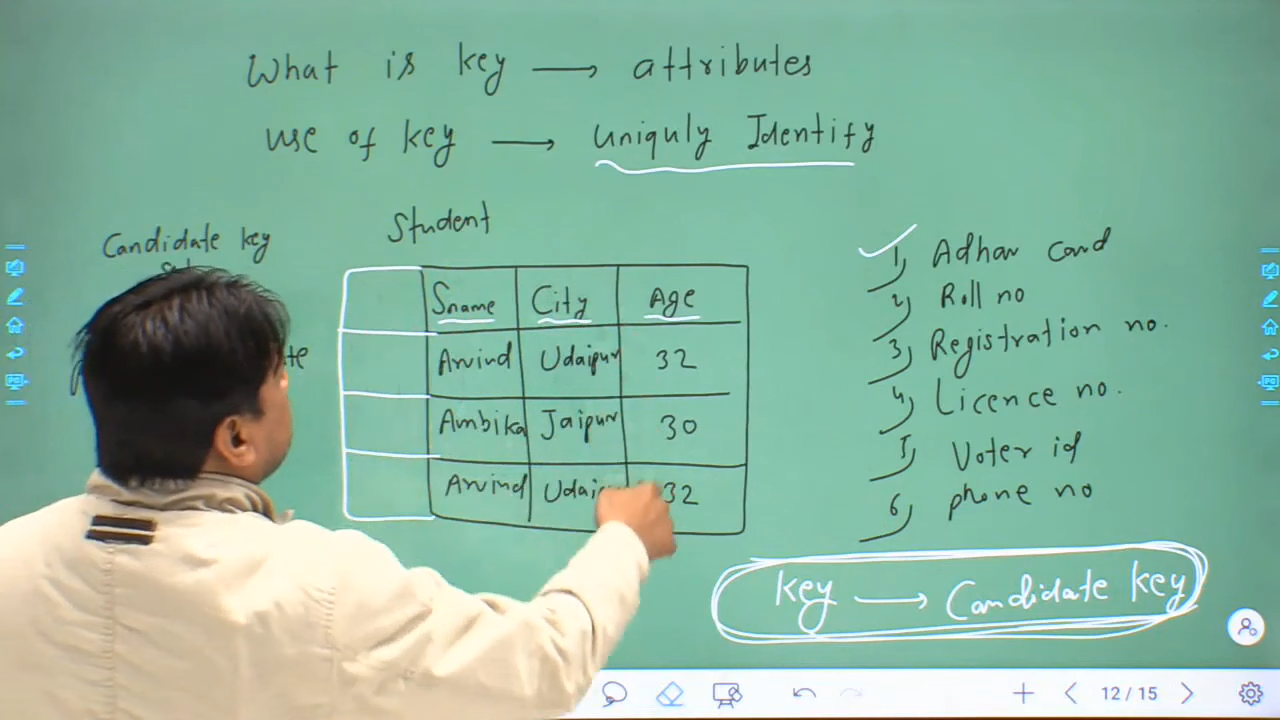 What is key → attributes
use of key → uniquly Identify
Candidate key
Student
Sname City Age
Arvind Udaipur 32
Ambika Jaipur 30
Arvind 32
1) Adhar card
2) Roll no
3) Registration no.
4) Licence no.
5) Voter id
6) phone no
key → Candidate key
12 / 15